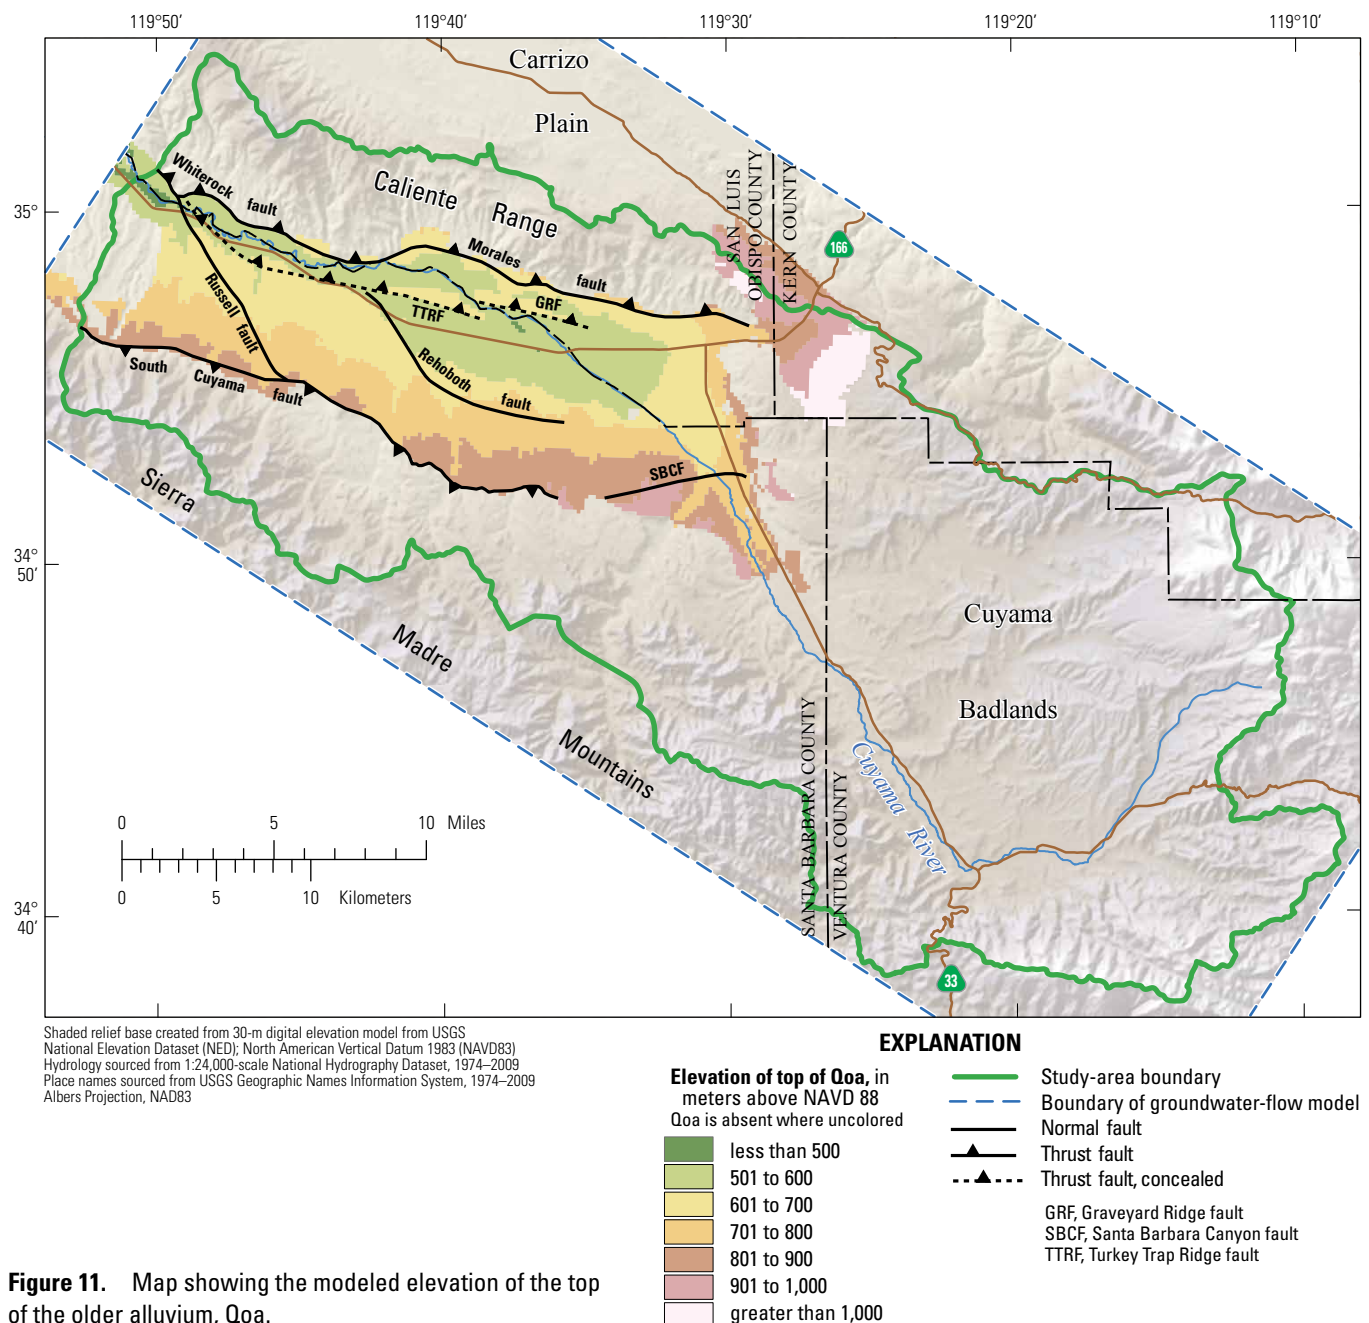 119°50′ 119°40′ 119°30′ 119°20′ 119°10′
35°
34°
50′
34°
40′
Carrizo
Plain
Caliente Range
SAN LUIS
OBISPO COUNTY
KERN COUNTY
166
Whiterock fault
Morales fault
GRF
TTRF
Russell fault
Rehoboth fault
South Cuyama fault
SBCF
Sierra
Madre
Mountains
Cuyama
Badlands
SANTA BARBARA COUNTY
VENTURA COUNTY
Cuyama River
33
0 5 10 Miles
0 5 10 Kilometers
Shaded relief base created from 30-m digital elevation model from USGS
National Elevation Dataset (NED); North American Vertical Datum 1983 (NAVD83)
Hydrology sourced from 1:24,000-scale National Hydrography Dataset, 1974–2009
Place names sourced from USGS Geographic Names Information System, 1974–2009
Albers Projection, NAD83
EXPLANATION
Elevation of top of Qoa, in
meters above NAVD 88
Qoa is absent where uncolored
less than 500
501 to 600
601 to 700
701 to 800
801 to 900
901 to 1,000
greater than 1,000
Study-area boundary
Boundary of groundwater-flow model
Normal fault
Thrust fault
Thrust fault, concealed
GRF, Graveyard Ridge fault
SBCF, Santa Barbara Canyon fault
TTRF, Turkey Trap Ridge fault
Figure 11. Map showing the modeled elevation of the top
of the older alluvium, Qoa.